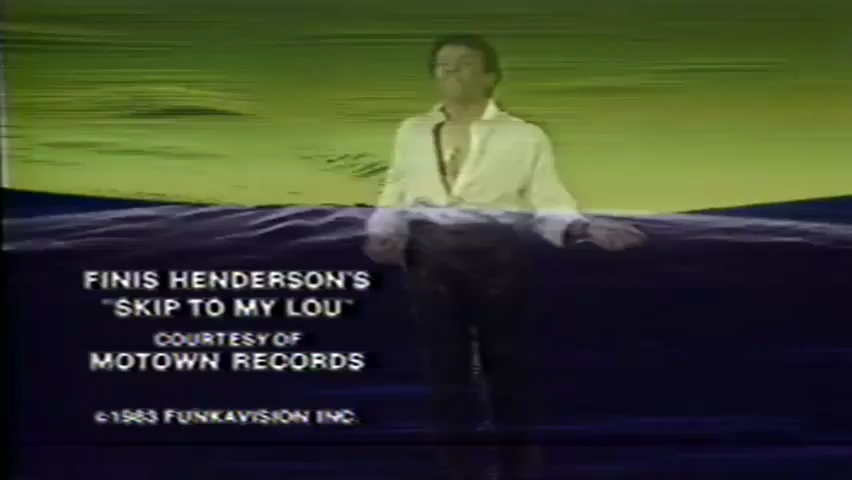 FINIS HENDERSON'S
"SKIP TO MY LOU"
COURTESY OF
MOTOWN RECORDS
©1983 FUNKAVISION INC.